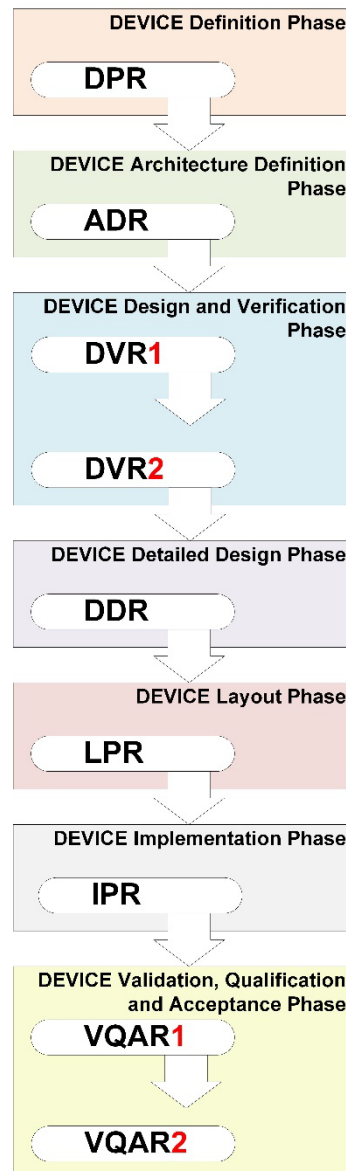 DEVICE Definition Phase
DPR
DEVICE Architecture Definition
Phase
ADR
DEVICE Design and Verification
Phase
DVR1
DVR2
DEVICE Detailed Design Phase
DDR
DEVICE Layout Phase
LPR
DEVICE Implementation Phase
IPR
DEVICE Validation, Qualification
and Acceptance Phase
VQAR1
VQAR2